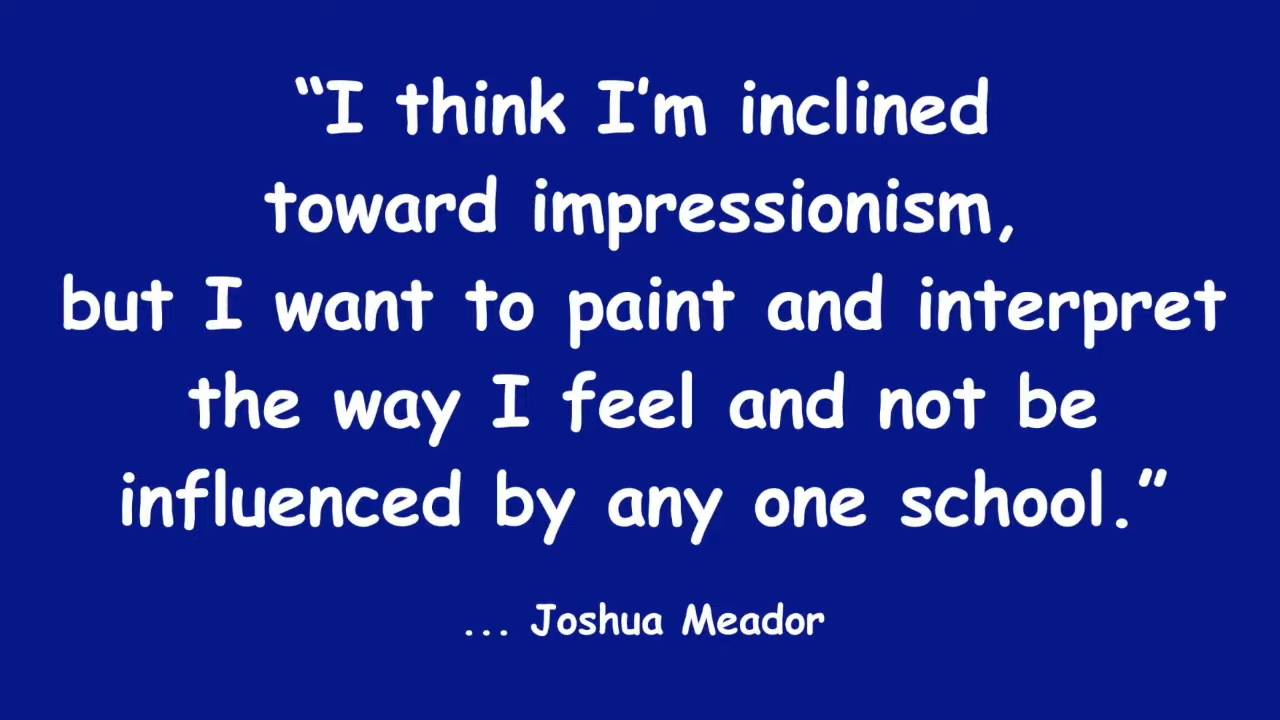 “I think I’m inclined
toward impressionism,
but I want to paint and interpret
the way I feel and not be
influenced by any one school.”
... Joshua Meador